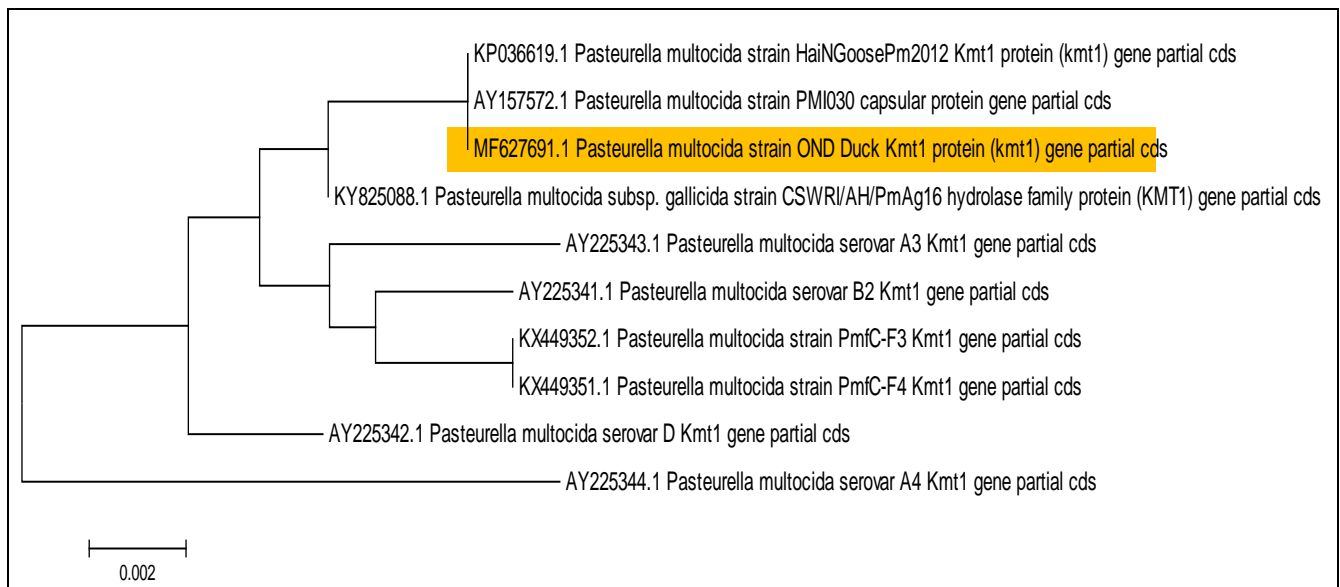 KP036619.1 Pasteurella multocida strain HaiNGoosePm2012 Kmt1 protein (kmt1) gene partial cds
AY157572.1 Pasteurella multocida strain PMI030 capsular protein gene partial cds
MF627691.1 Pasteurella multocida strain OND Duck Kmt1 protein (kmt1) gene partial cds
KY825088.1 Pasteurella multocida subsp. gallicida strain CSWRI/AH/PmAg16 hydrolase family protein (KMT1) gene partial cds
AY225343.1 Pasteurella multocida serovar A3 Kmt1 gene partial cds
AY225341.1 Pasteurella multocida serovar B2 Kmt1 gene partial cds
KX449352.1 Pasteurella multocida strain PmfC-F3 Kmt1 gene partial cds
KX449351.1 Pasteurella multocida strain PmfC-F4 Kmt1 gene partial cds
AY225342.1 Pasteurella multocida serovar D Kmt1 gene partial cds
AY225344.1 Pasteurella multocida serovar A4 Kmt1 gene partial cds
0.002